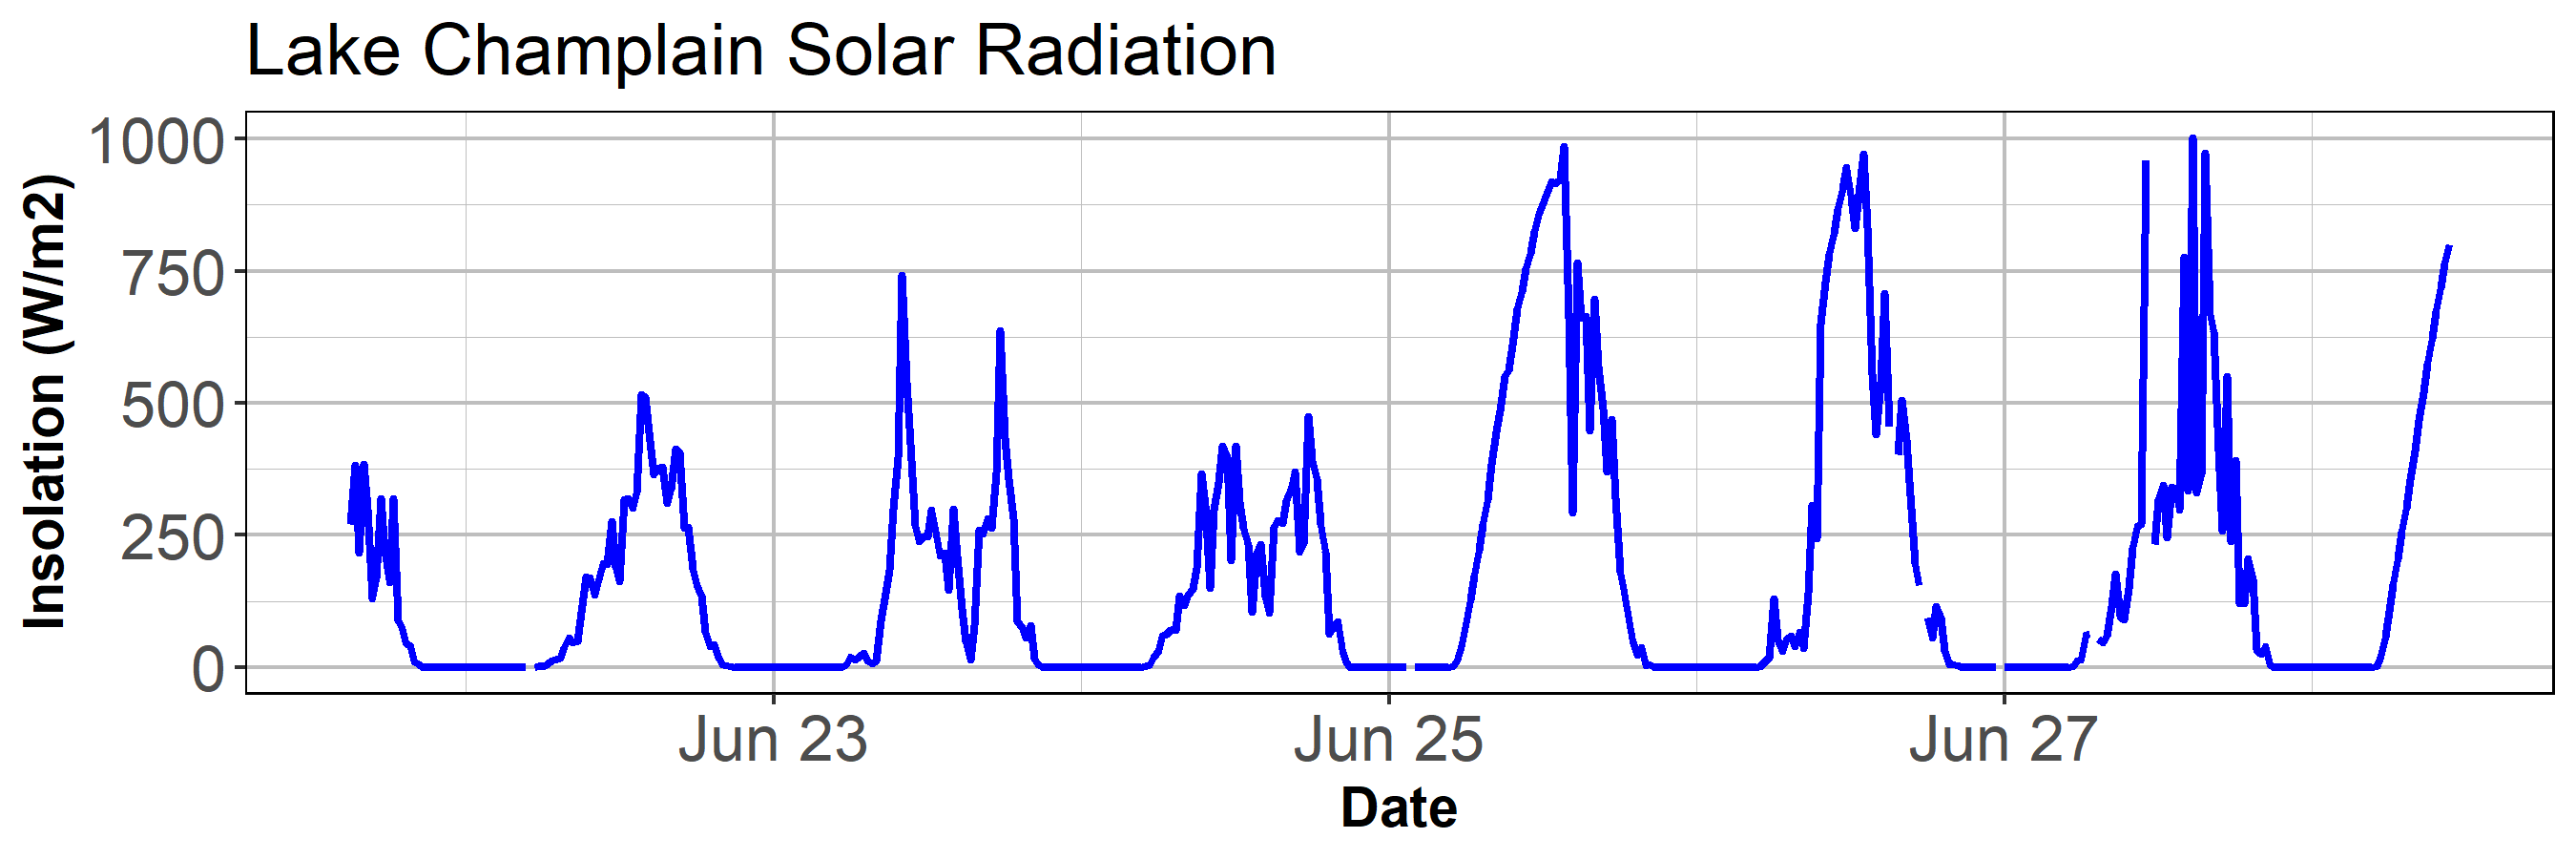 Lake Champlain Solar Radiation
Insolation (W/m2)
1000
750
500
250
0
Jun 23
Jun 25
Jun 27
Date